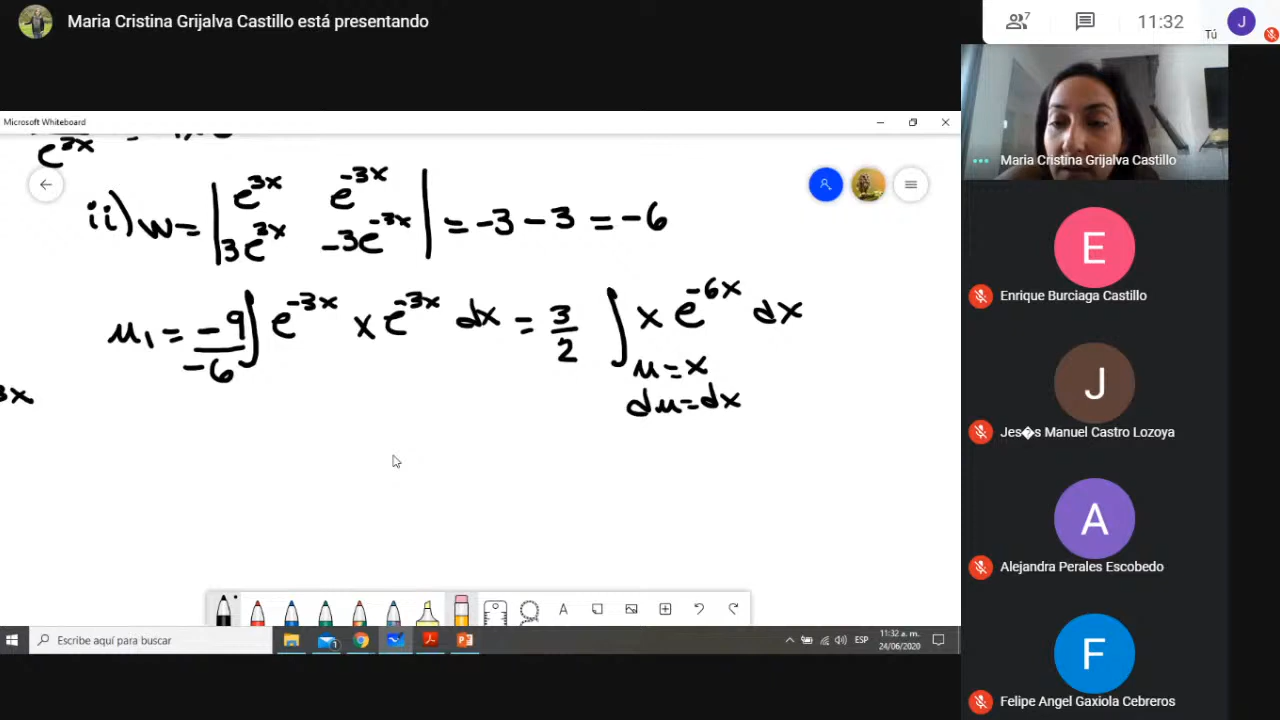 Maria Cristina Grijalva Castillo está presentando
7
11:32
J
Tú
Microsoft Whiteboard
e^{3x}
ii) W = | e^{3x} e^{-3x} |
| 3e^{3x} -3e^{-3x} | = -3 - 3 = -6
u₁ = -9/-6 ∫ e^{-3x} x e^{-3x} dx = 3/2 ∫ x e^{-6x} dx
u = x
du = dx
3x
Maria Cristina Grijalva Castillo
E
Enrique Burciaga Castillo
J
Jes�s Manuel Castro Lozoya
A
Alejandra Perales Escobedo
F
Felipe Angel Gaxiola Cebreros
A
Escribe aquí para buscar
1
ESP
11:32 a. m.
24/06/2020